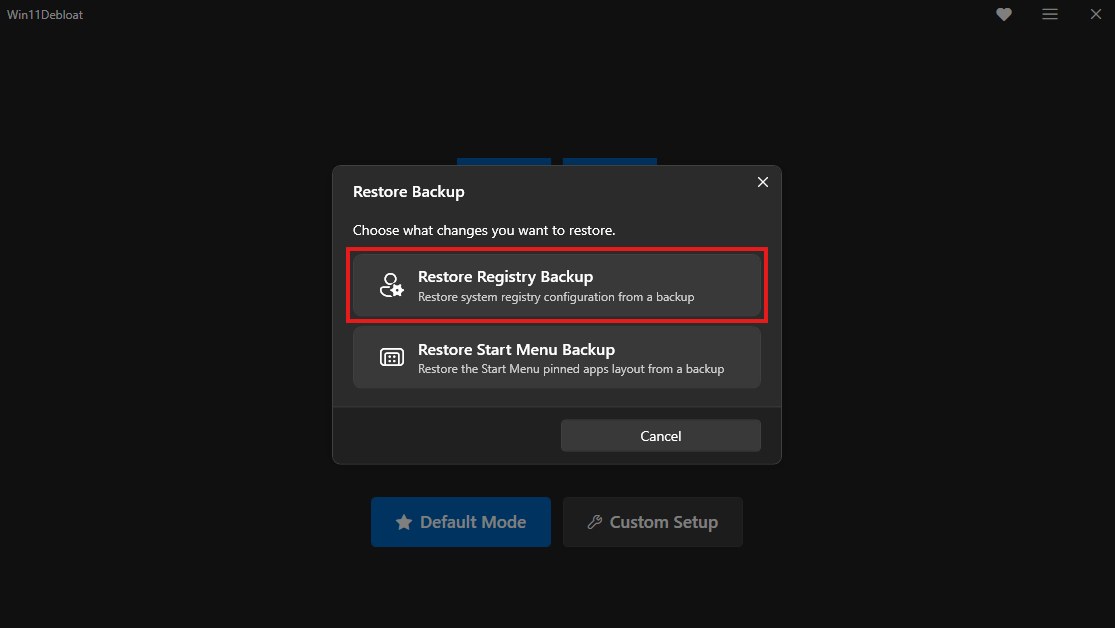 Win11Debloat
Restore Backup
Choose what changes you want to restore.
Restore Registry Backup
Restore system registry configuration from a backup
Restore Start Menu Backup
Restore the Start Menu pinned apps layout from a backup
Cancel
Default Mode
Custom Setup